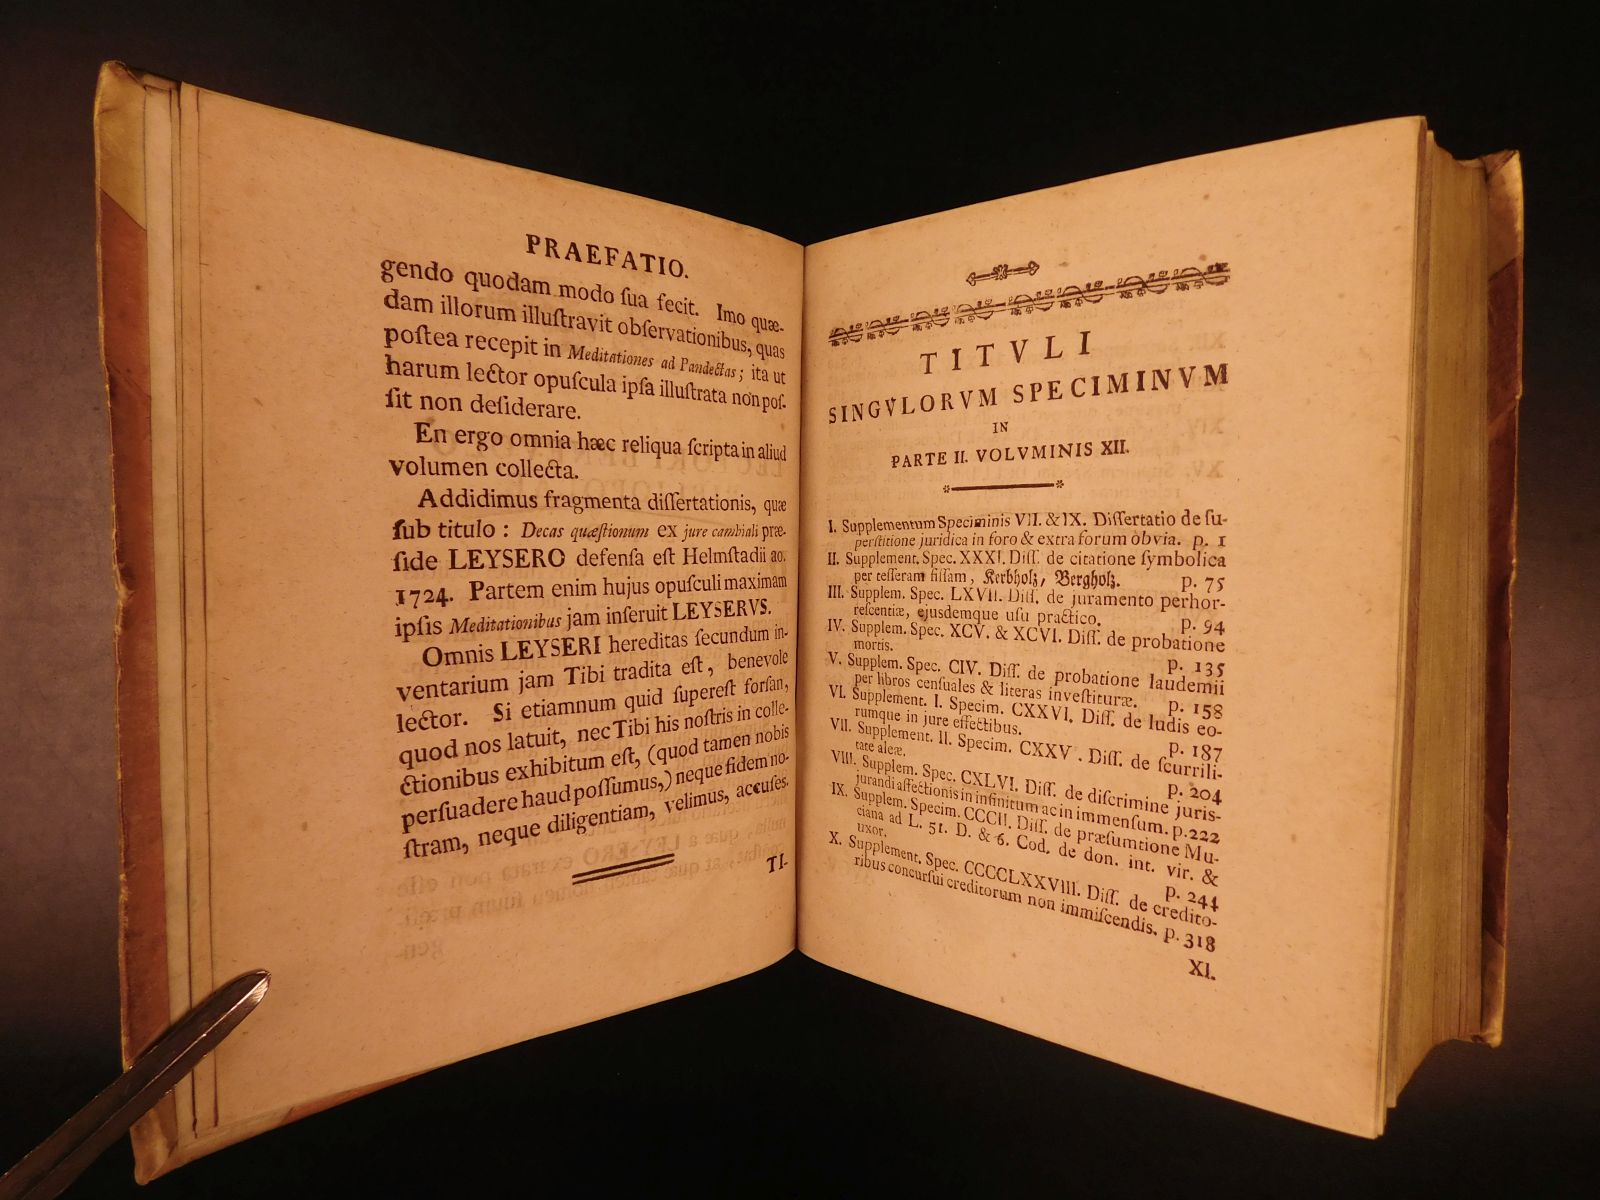 PRAEFATIO.
gendo quodam modo ſua fecit. Imo quæ-
dam illorum illuſtravit obſervationibus, quas
poſtea recepit in Meditationes ad Pandectas; ita ut
harum lector opuſcula ipſa illuſtrata non poſ-
ſit non deſiderare.
En ergo omnia hæc reliqua ſcripta in aliud
volumen collecta.
Addidimus fragmenta diſſertationis, quæ
ſub titulo: Decas quæſtionum ex jure cambiali præ-
ſide LEYSERO defenſa eſt Helmſtadii ao.
1724. Partem enim hujus opuſculi maximam
ipſis Meditationibus jam inſeruit LEYSERVS.
Omnis LEYSERI hereditas ſecundum in-
ventarium jam Tibi tradita eſt, benevole
lector. Si etiamnum quid ſupereſt forſan,
quod nos latuit, nec Tibi his noſtris in colle-
ctionibus exhibitum eſt, (quod tamen nobis
perſuadere haud poſſumus,) neque fidem no-
ſtram, neque diligentiam, velimus, accuſes.
TI-
TITVLI
SINGVLORVM SPECIMINVM
IN
PARTE II. VOLVMINIS XII.
I. Supplementum Speciminis VII. & IX. Diſſertatio de ſu-
perſtitione juridica in foro & extra forum obvia. p. 1
II. Supplement. Spec. XXXI. Diſſ. de citatione ſymbolica
per teſſeram fiſſam, Kerbholz, Bergholz. p. 75
III. Supplem. Spec. LXVII. Diſſ. de juramento perhor-
reſcentiæ, ejusdemque uſu practico. p. 94
IV. Supplem. Spec. XCV. & XCVI. Diſſ. de probatione
mortis. p. 135
V. Supplem. Spec. CIV. Diſſ. de probatione laudemii
per libros cenſuales & literas inveſtituræ. p. 158
VI. Supplement. I. Specim. CXXVI. Diſſ. de ludis eo-
rumque in jure effectibus. p. 187
VII. Supplement. II. Specim. CXXV. Diſſ. de ſcurrili-
tate aleæ. p. 204
VIII. Supplem. Spec. CXLVI. Diſſ. de diſcrimine juris-
jurandi affectionis in infinitum ac in immenſum. p. 222
IX. Supplem. Specim. CCCII. Diſſ. de præſumtione Mu-
ciana ad L. 51. D. & 6. Cod. de don. int. vir. &
uxor. p. 244
X. Supplement. Spec. CCCCLXXVIII. Diſſ. de credito-
ribus concurſui creditorum non immiſcendis. p. 318
XI.